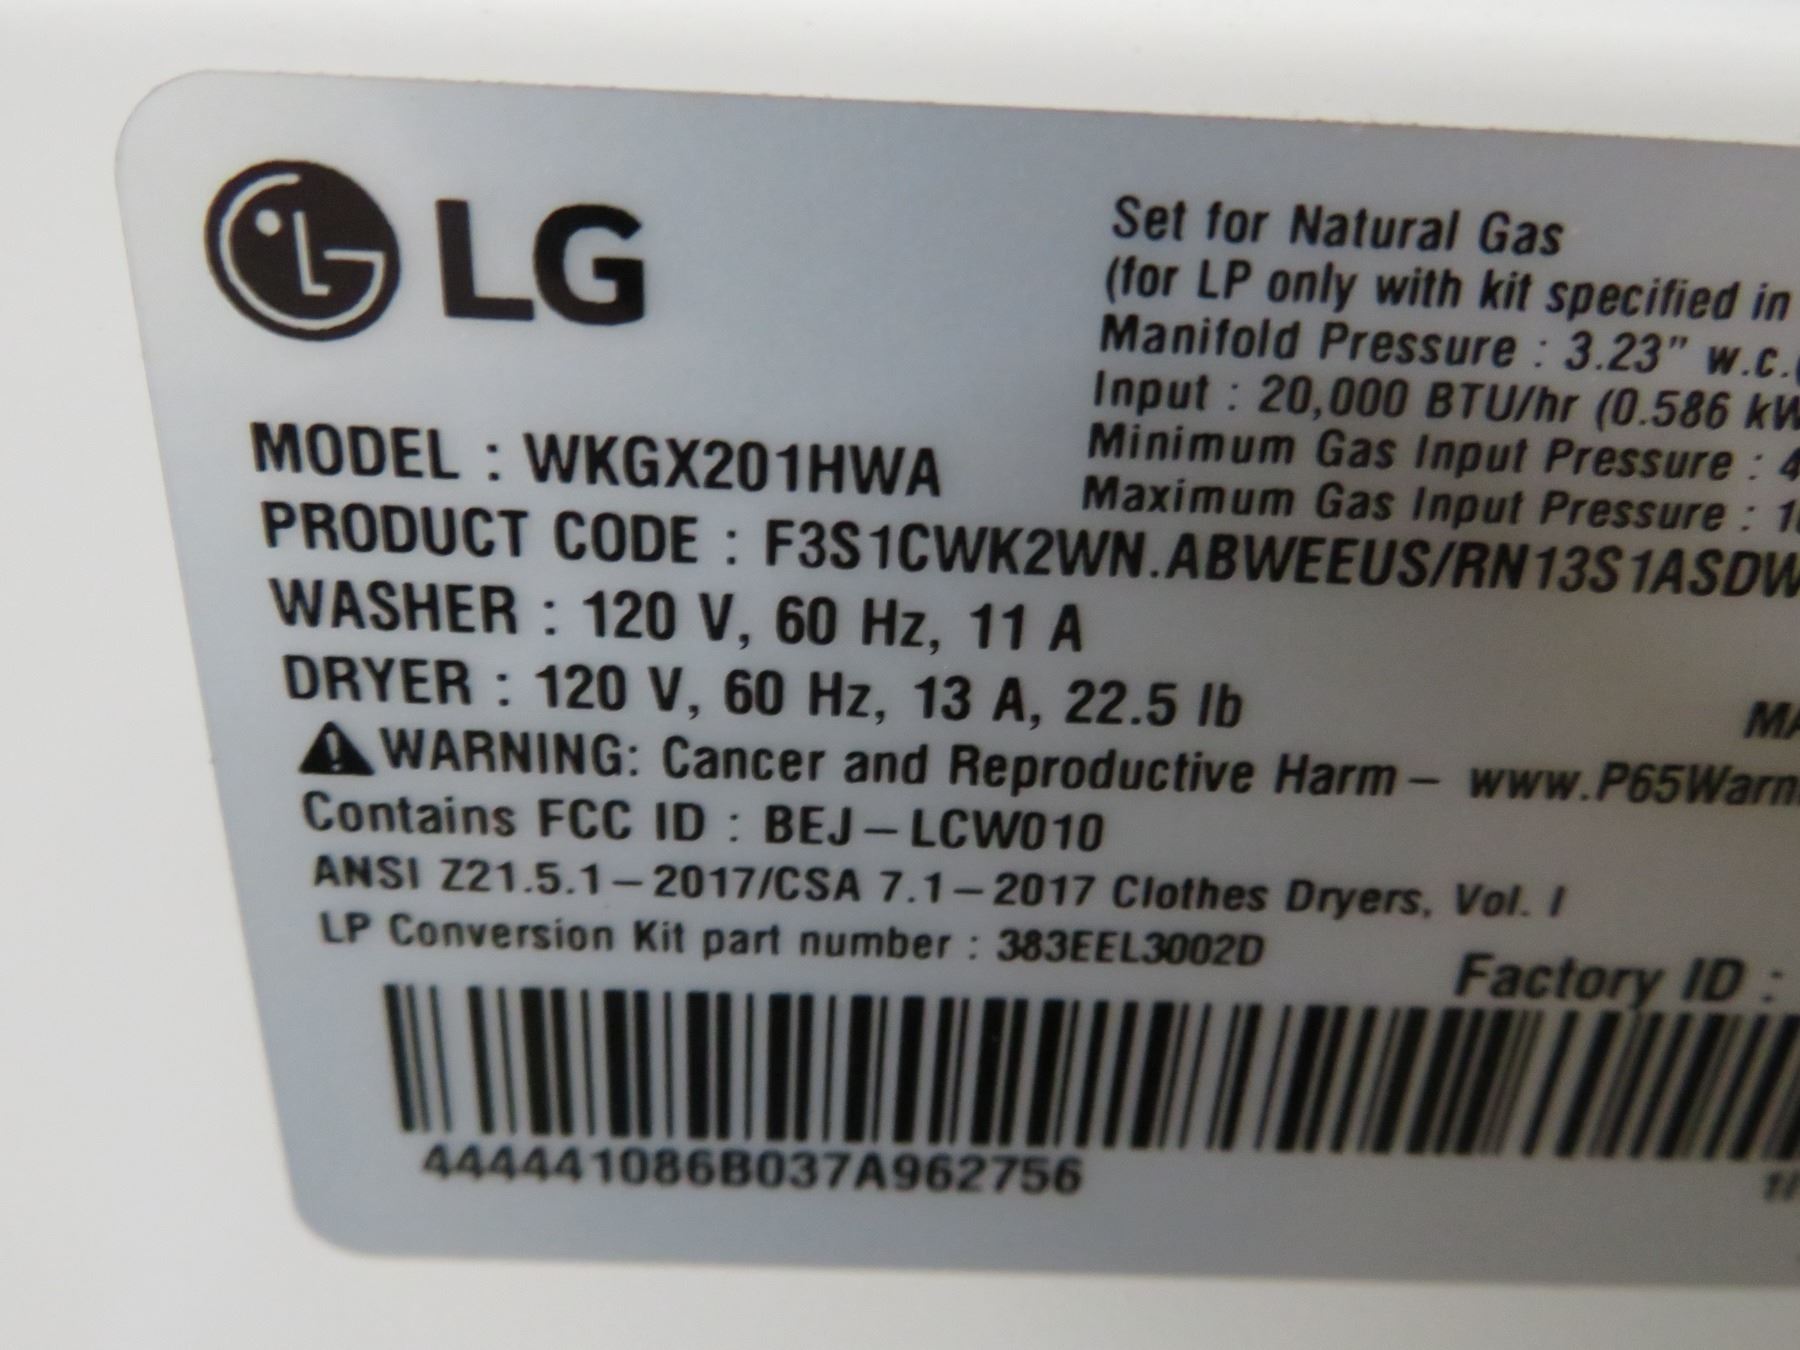 LG
Set for Natural Gas
(for LP only with kit specified in
Manifold Pressure : 3.23" w.c.(
Input : 20,000 BTU/hr (0.586 kW
Minimum Gas Input Pressure : 4
Maximum Gas Input Pressure : 1
MODEL : WKGX201HWA
PRODUCT CODE : F3S1CWK2WN.ABWEEUS/RN13S1ASDW
WASHER : 120 V, 60 Hz, 11 A
DRYER : 120 V, 60 Hz, 13 A, 22.5 lb
MA
WARNING: Cancer and Reproductive Harm – www.P65Warn
Contains FCC ID : BEJ–LCW010
ANSI Z21.5.1–2017/CSA 7.1–2017 Clothes Dryers, Vol. I
LP Conversion Kit part number : 383EEL3002D
Factory ID :
444441086B037A962756